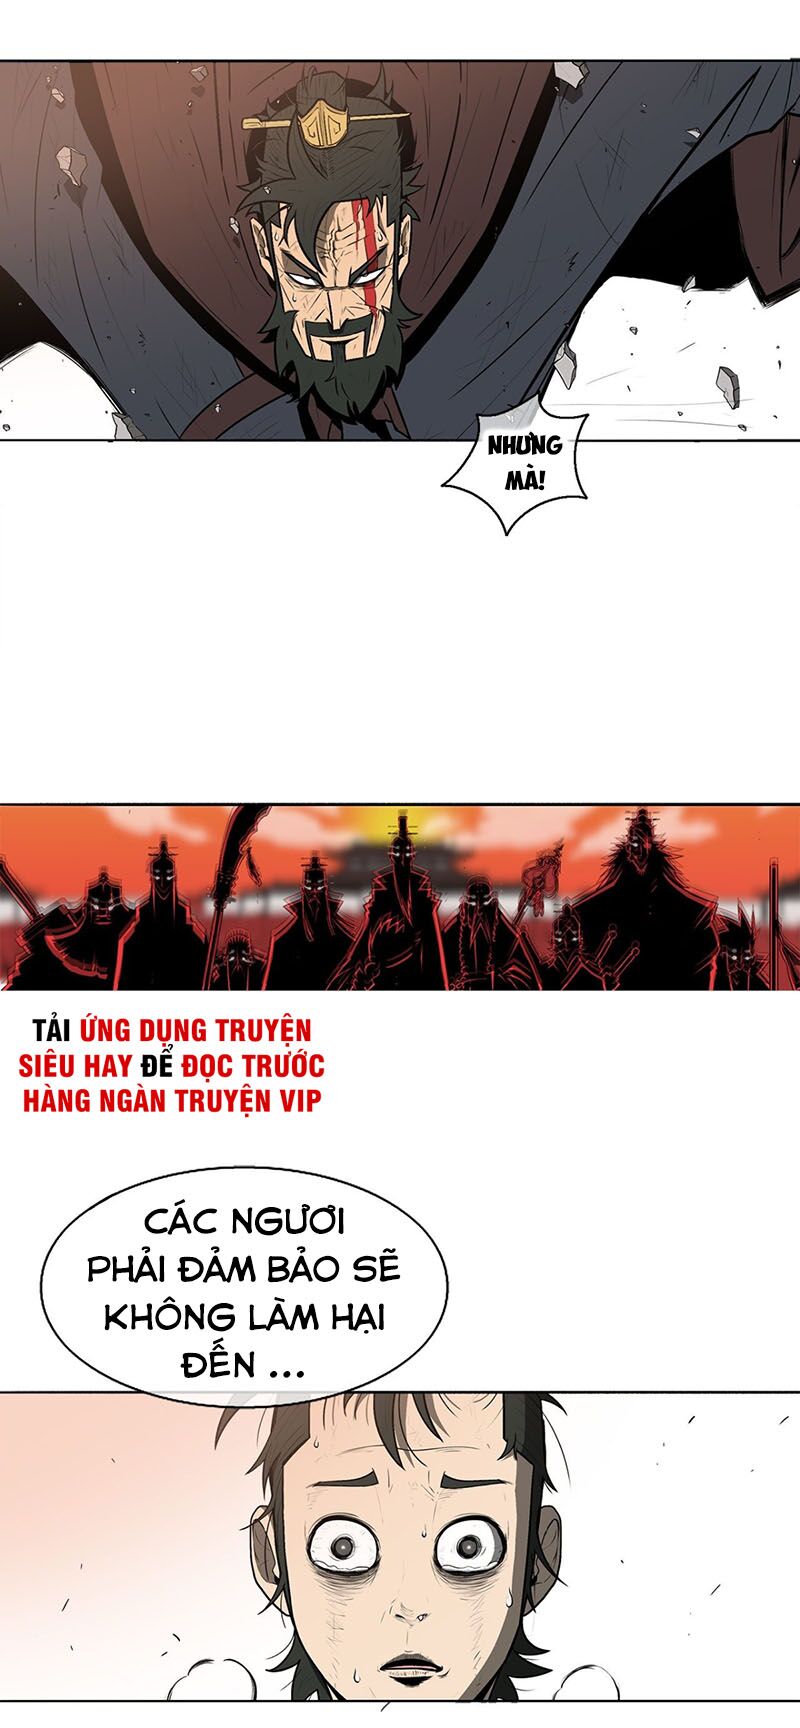 NHƯNG
MÀ!
TẢI ỨNG DỤNG TRUYỆN
SIÊU HAY ĐỂ ĐỌC TRƯỚC
HÀNG NGÀN TRUYỆN VIP
CÁC NGƯƠI
PHẢI ĐẢM BẢO SẼ
KHÔNG LÀM HẠI
ĐẾN ...